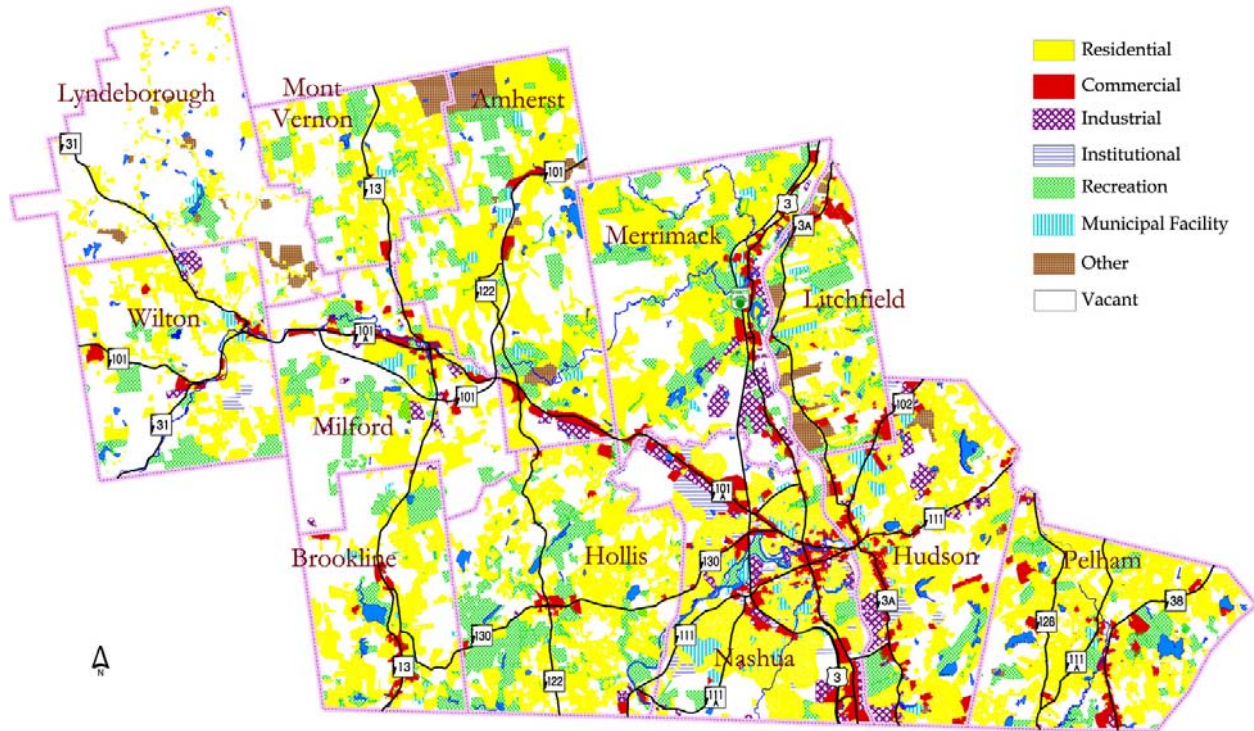 Lyndeborough
Mont
Vernon
Amherst
Residential
Commercial
Industrial
Institutional
Recreation
Municipal Facility
Other
Vacant
31
13
101
3
3A
Merrimack
122
Litchfield
Wilton
101
A
101
31
101
Milford
102
101
A
111
Brookline
Hollis
130
Hudson
Pelham
3A
38
128
111
A
130
111
13
122
Nashua
111
A
3
N